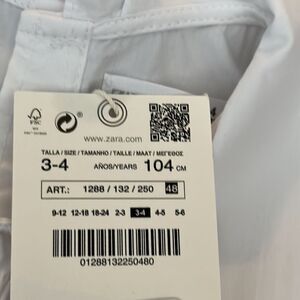 FSC
www.zara.com
TALLA / SIZE / TAMANHO / TAILLE / MAAT / ΜΕΓΕΘΟΣ
3-4 AÑOS/YEARS 104 CM
ART.: 1288 / 132 / 250 48
9-12 12-18 18-24 2-3 3-4 4-5 5-6
01288132250480